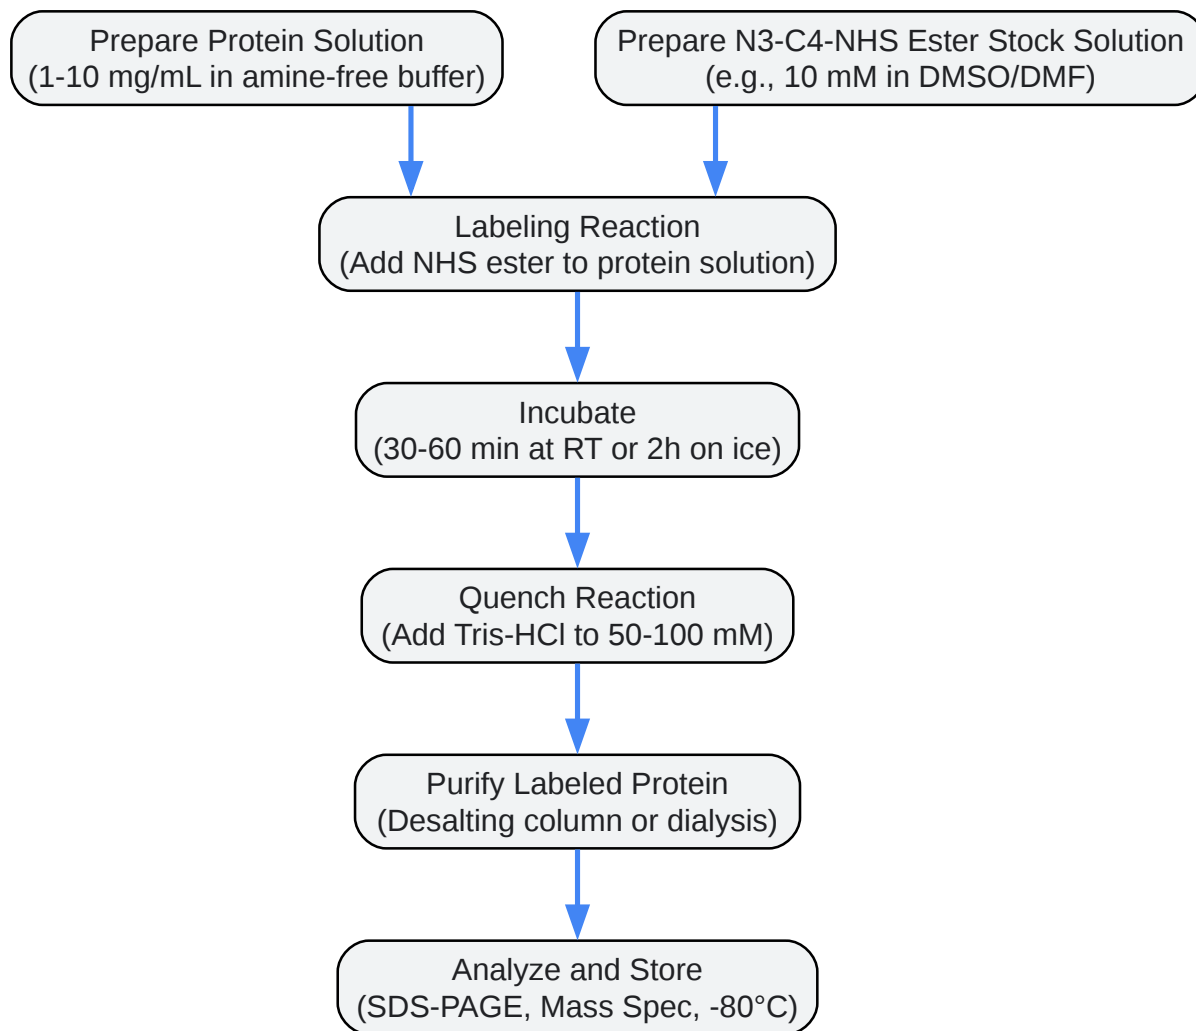 Prepare Protein Solution
(1-10 mg/mL in amine-free buffer)
Prepare N3-C4-NHS Ester Stock Solution
(e.g., 10 mM in DMSO/DMF)
Labeling Reaction
(Add NHS ester to protein solution)
Incubate
(30-60 min at RT or 2h on ice)
Quench Reaction
(Add Tris-HCl to 50-100 mM)
Purify Labeled Protein
(Desalting column or dialysis)
Analyze and Store
(SDS-PAGE, Mass Spec, -80°C)